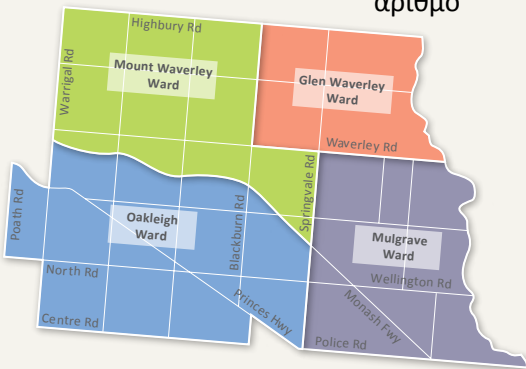 αριθμό
Highbury Rd
Warrigal Rd
Mount Waverley
Ward
Glen Waverley
Ward
Waverley Rd
Springvale Rd
Poath Rd
Oakleigh
Ward
Blackburn Rd
Mulgrave
Ward
North Rd
Wellington Rd
Princes Hwy
Monash Fwy
Centre Rd
Police Rd